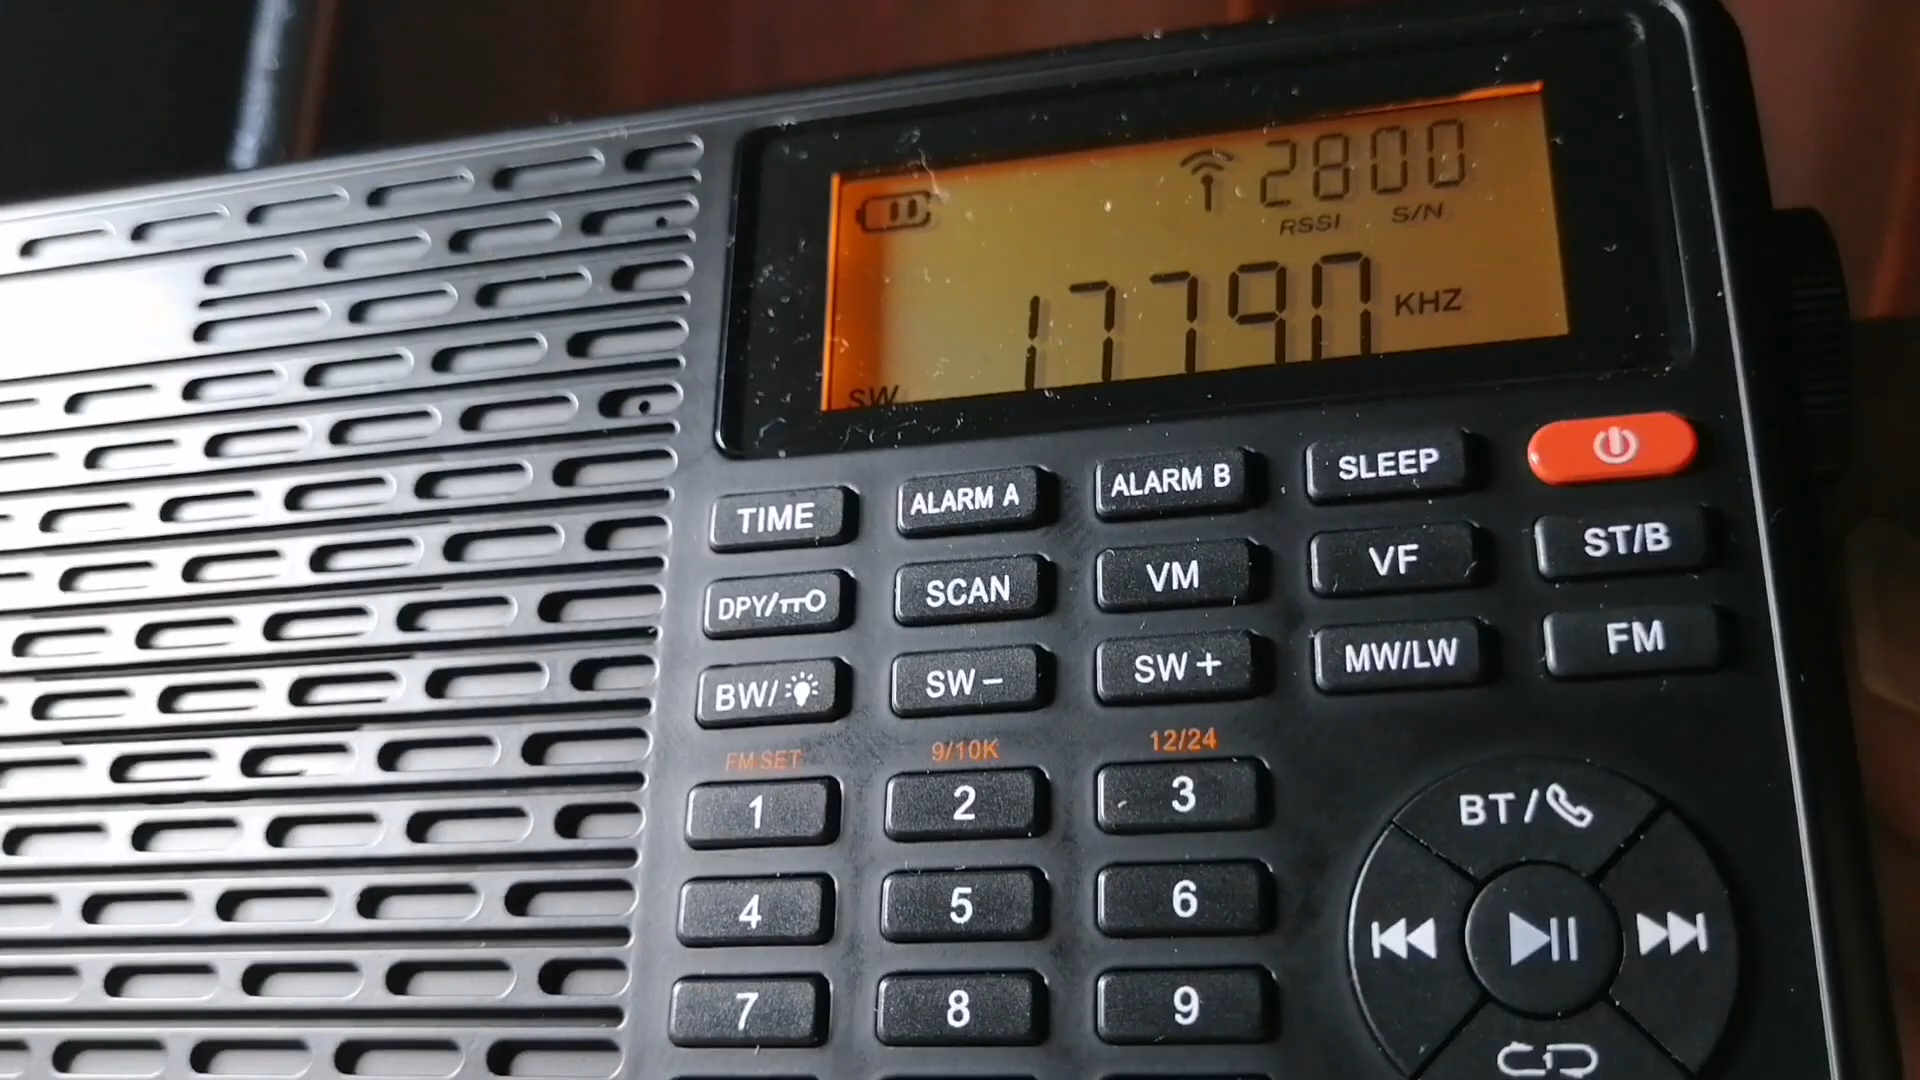 2800
RSSI S/N
17790 KHZ
SW
TIME ALARM A ALARM B SLEEP
DPY/ SCAN VM VF ST/B
BW/ SW- SW+ MW/LW FM
FM SET 9/10K 12/24
1 2 3
BT/
4 5 6
7 8 9